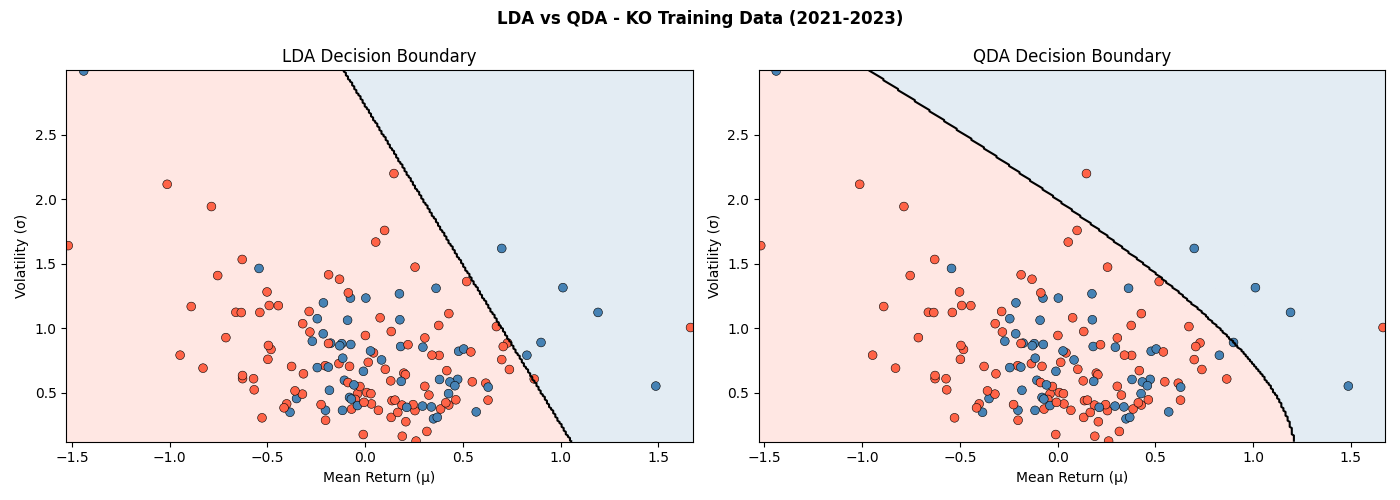 LDA vs QDA - KO Training Data (2021-2023)
LDA Decision Boundary
Volatility (σ)
2.5
2.0
1.5
1.0
0.5
−1.5 −1.0 −0.5 0.0 0.5 1.0 1.5
Mean Return (μ)
QDA Decision Boundary
Volatility (σ)
2.5
2.0
1.5
1.0
0.5
−1.5 −1.0 −0.5 0.0 0.5 1.0 1.5
Mean Return (μ)